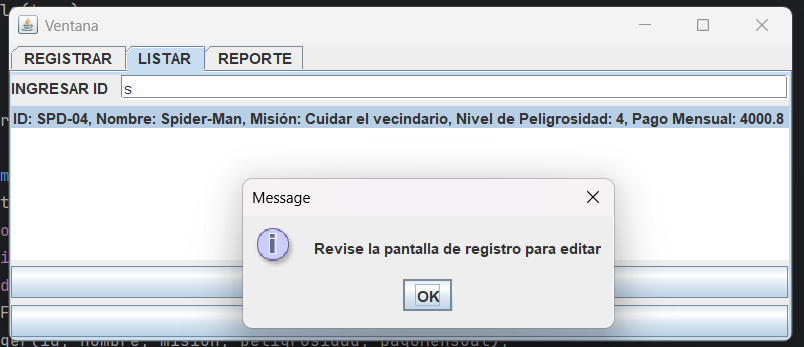 Ventana
REGISTRAR LISTAR REPORTE
INGRESAR ID s
ID: SPD-04, Nombre: Spider-Man, Misión: Cuidar el vecindario, Nivel de Peligrosidad: 4, Pago Mensual: 4000.8
Message
Revise la pantalla de registro para editar
OK